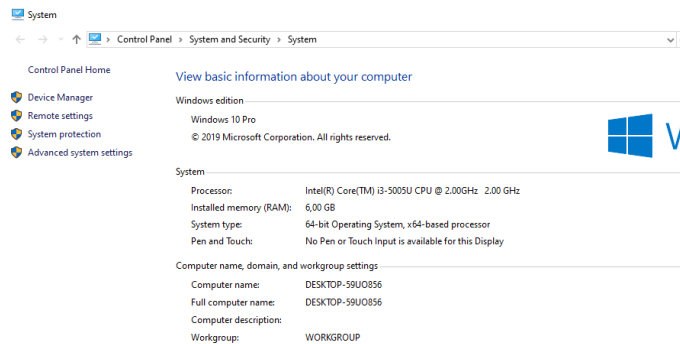 System
Control Panel > System and Security > System
Control Panel Home
Device Manager
Remote settings
System protection
Advanced system settings
View basic information about your computer
Windows edition
Windows 10 Pro
© 2019 Microsoft Corporation. All rights reserved.
W
System
Processor: Intel(R) Core(TM) i3-5005U CPU @ 2.00GHz 2.00 GHz
Installed memory (RAM): 6,00 GB
System type: 64-bit Operating System, x64-based processor
Pen and Touch: No Pen or Touch Input is available for this Display
Computer name, domain, and workgroup settings
Computer name: DESKTOP-59UO856
Full computer name: DESKTOP-59UO856
Computer description:
Workgroup: WORKGROUP